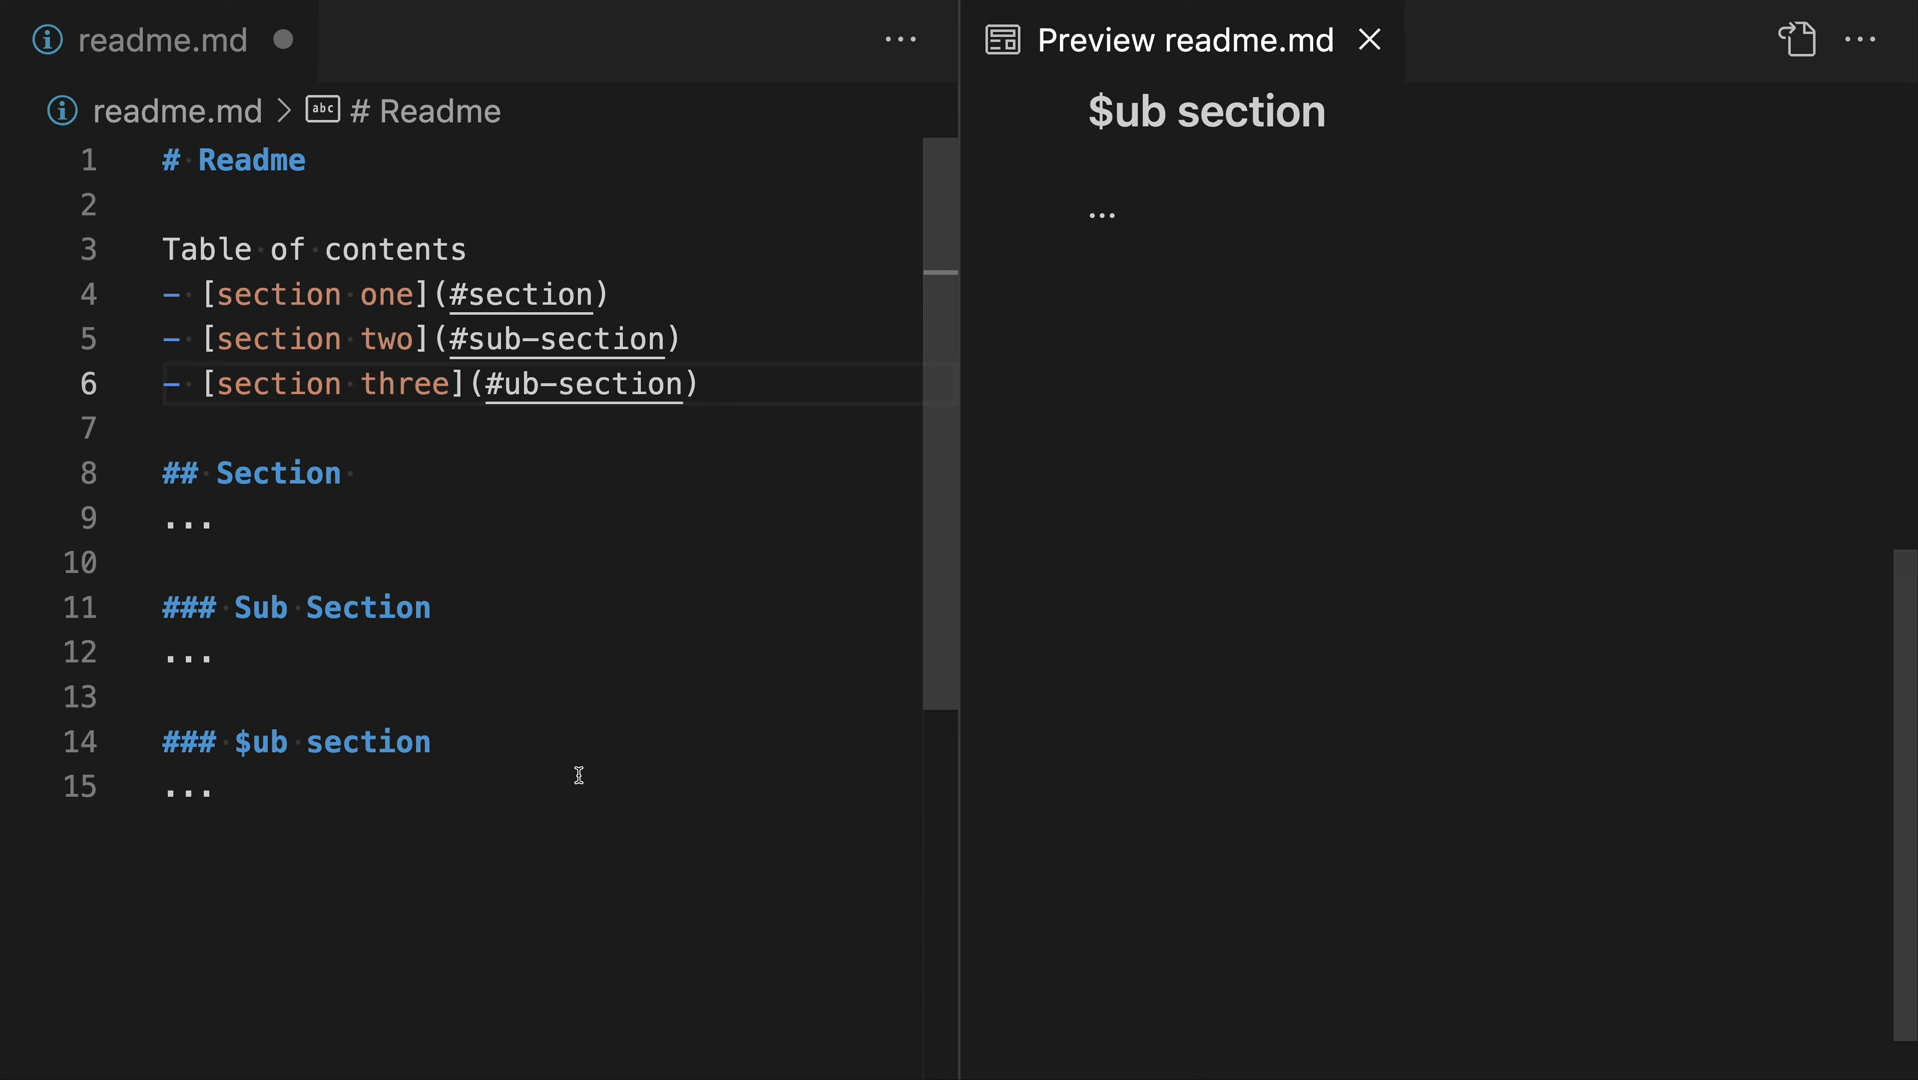 readme.md
Preview readme.md
readme.md > abc # Readme
1 # Readme
2
3 Table of contents
4 - [section one](#section)
5 - [section two](#sub-section)
6 - [section three](#ub-section)
7
8 ## Section
9 ...
10
11 ### Sub Section
12 ...
13
14 ### $ub section
15 ...
$ub section
...